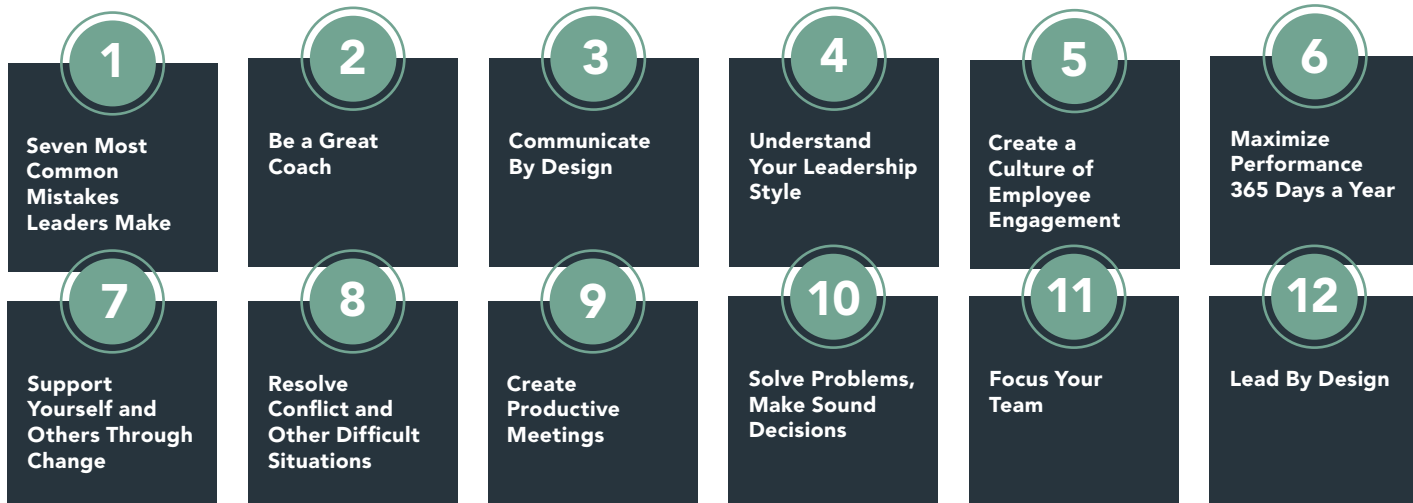 1
Seven Most
Common
Mistakes
Leaders Make
2
Be a Great
Coach
3
Communicate
By Design
4
Understand
Your Leadership
Style
5
Create a
Culture of
Employee
Engagement
6
Maximize
Performance
365 Days a Year
7
Support
Yourself and
Others Through
Change
8
Resolve
Conflict and
Other Difficult
Situations
9
Create
Productive
Meetings
10
Solve Problems,
Make Sound
Decisions
11
Focus Your
Team
12
Lead By Design